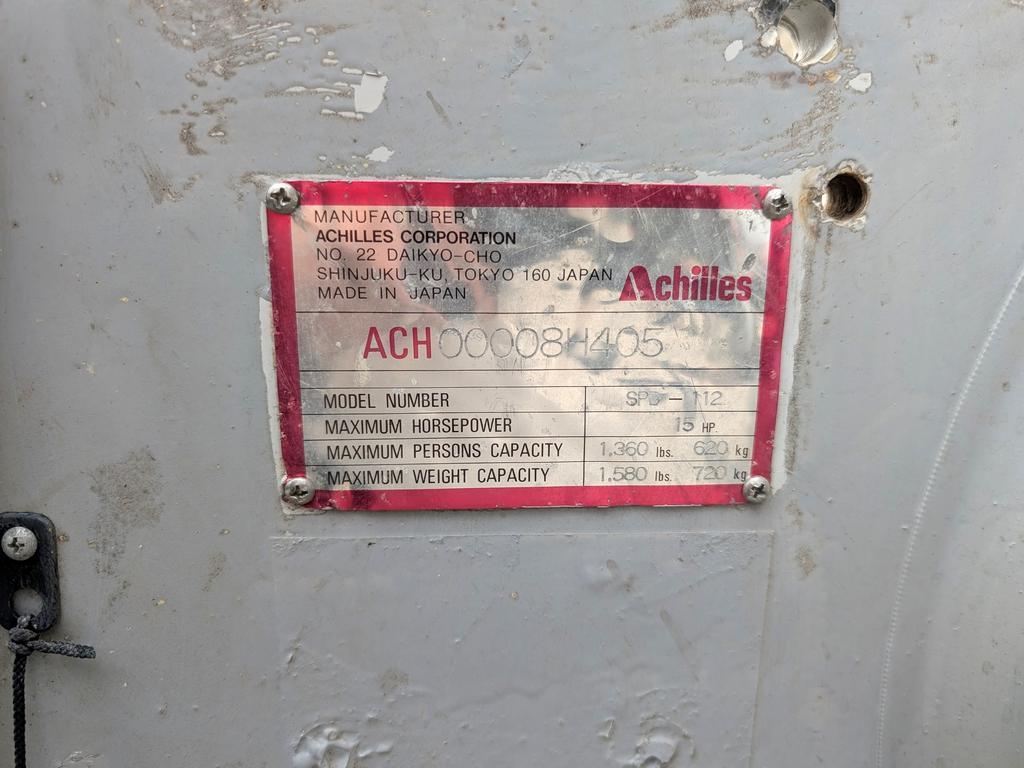 MANUFACTURER
ACHILLES CORPORATION
NO. 22 DAIKYO-CHO
SHINJUKU-KU, TOKYO 160 JAPAN
MADE IN JAPAN
Achilles
ACH00008H405
MODEL NUMBER SPD-112
MAXIMUM HORSEPOWER 15 HP.
MAXIMUM PERSONS CAPACITY 1,360 lbs. 620 kg
MAXIMUM WEIGHT CAPACITY 1,580 lbs. 720 kg